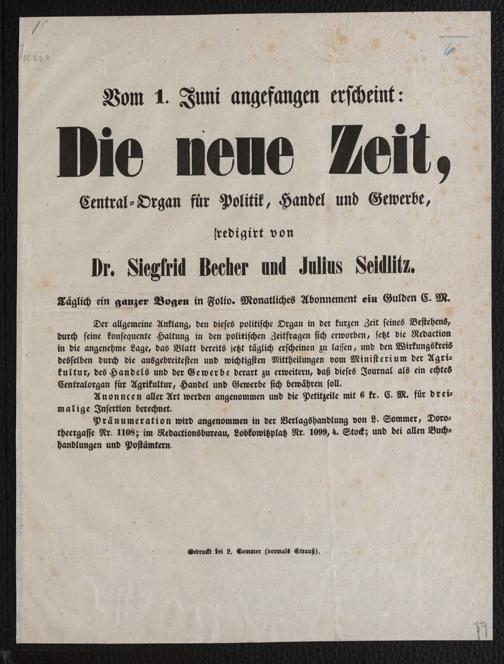 1
Juni
6
Vom 1. Juni angefangen erscheint:
Die neue Zeit,
Central-Organ für Politik, Handel und Gewerbe,
redigirt von
Dr. Siegfrid Becher und Julius Seidlitz.
Täglich ein ganzer Bogen in Folio. Monatliches Abonnement ein Gulden C. M.
Der allgemeine Anklang, den dieses politische Organ in der kurzen Zeit seines Bestehens,
durch seine konsequente Haltung in den politischen Zeitfragen sich erworben, setzt die Redaction
in die angenehme Lage, das Blatt bereits jetzt täglich erscheinen zu lassen, und den Wirkungskreis
desselben durch die ausgebreitesten und wichtigsten Mittheilungen vom Ministerium der Agri-
kultur, des Handels und der Gewerbe derart zu erweitern, daß dieses Journal als ein echtes
Centralorgan für Agrikultur, Handel und Gewerbe sich bewähren soll.
Anonncen aller Art werden angenommen und die Petitzeile mit 6 kr. C. M. für drei-
malige Insertion berechnet.
Pränumeration wird angenommen in der Verlagshandlung von L. Sommer, Doro-
theergasse Nr. 1108; im Redactionsbureau, Lobkowitzplatz Nr. 1099, 4. Stock; und bei allen Buch-
handlungen und Postämtern.
Gedruckt bei L. Sommer (vormals Strauß).
79